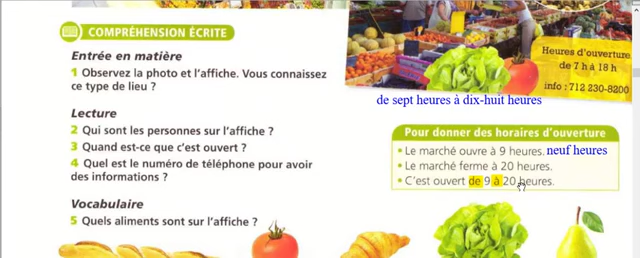 COMPRÉHENSION ÉCRITE
Entrée en matière
1 Observez la photo et l'affiche. Vous connaissez
ce type de lieu ?
Lecture
2 Qui sont les personnes sur l'affiche ?
3 Quand est-ce que c'est ouvert ?
4 Quel est le numéro de téléphone pour avoir
des informations ?
Vocabulaire
5 Quels aliments sont sur l'affiche ?
Heures d'ouverture
de 7 h à 18 h
info : 712 230-8200
de sept heures à dix-huit heures
Pour donner des horaires d'ouverture
• Le marché ouvre à 9 heures. neuf heures
• Le marché ferme à 20 heures.
• C'est ouvert de 9 à 20 heures.